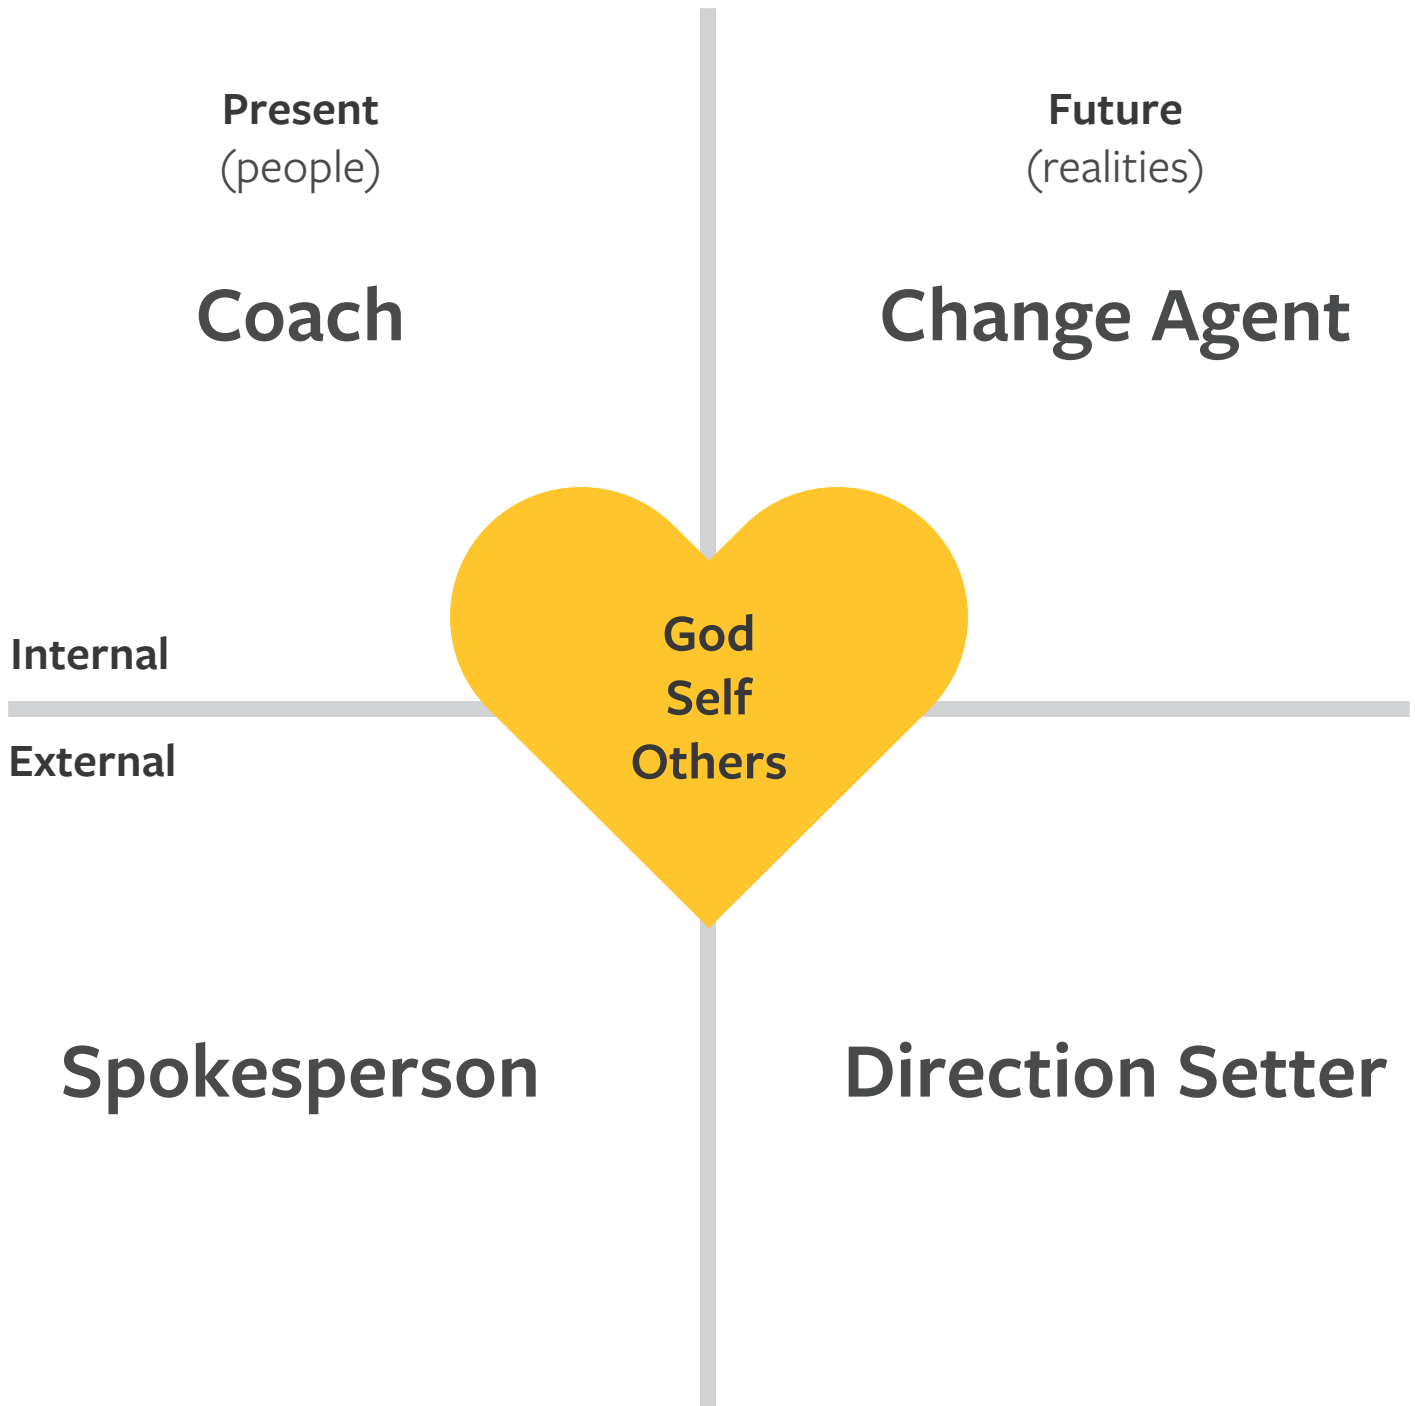 Present
(people)
Future
(realities)
Coach
Change Agent
God
Self
Others
Internal
External
Spokesperson
Direction Setter